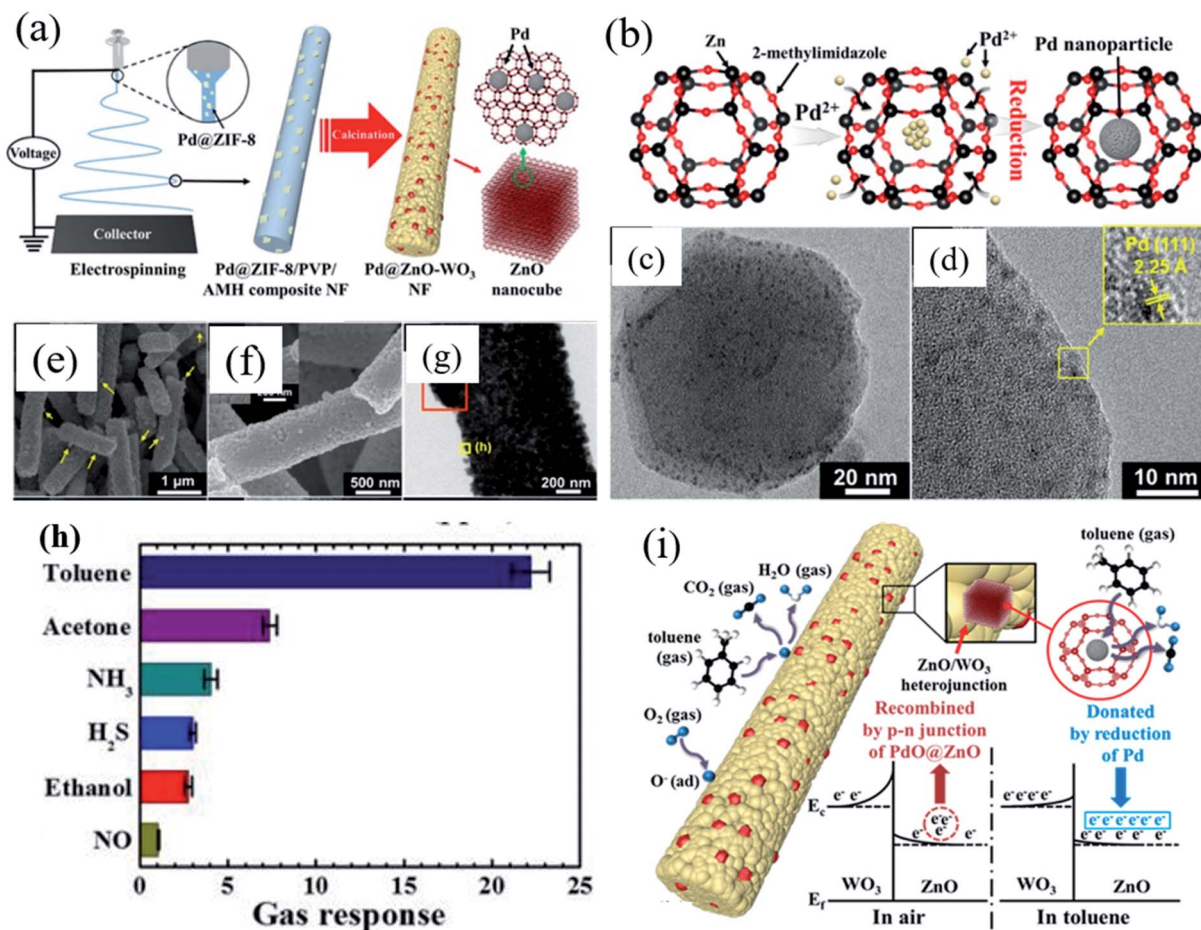 (a)
Voltage
Pd@ZIF-8
Collector
Electrospinning
Pd@ZIF-8/PVP/
AMH composite NF
Calcination
Pd@ZnO-WO₃
NF
Pd
ZnO
nanocube
(b)
Zn
2-methylimidazole
Pd²⁺
Pd²⁺
Reduction
Pd nanoparticle
(c)
20 nm
(d)
Pd (111)
2.25 Å
10 nm
(e)
1 μm
(f)
500 nm
(g)
(h)
200 nm
(h)
Toluene
Acetone
NH₃
H₂S
Ethanol
NO
0 5 10 15 20 25
Gas response
(i)
CO₂ (gas)
H₂O (gas)
toluene
(gas)
O₂ (gas)
O⁻ (ad)
toluene (gas)
ZnO/WO₃
heterojunction
Recombined
by p-n junction
of PdO@ZnO
Donated
by reduction
of Pd
E_c
e⁻ e⁻
e⁻
e⁻e⁻
e⁻
e⁻
e⁻e⁻e⁻e⁻
e⁻e⁻e⁻e⁻e⁻e⁻
e⁻e⁻ e⁻ e⁻ e⁻
WO₃
ZnO
WO₃
ZnO
E_f
In air
In toluene